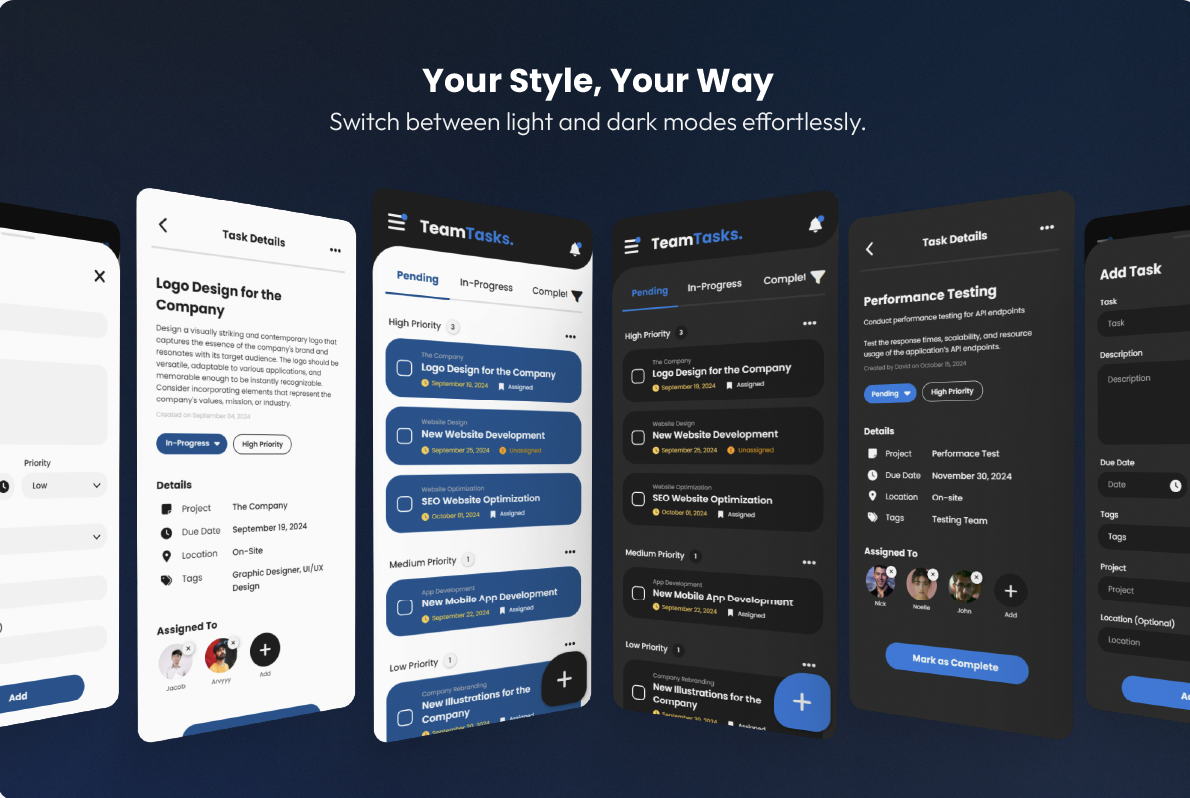 Your Style, Your Way
Switch between light and dark modes effortlessly.
Priority
Low
)
Add
Task Details
Logo Design for the
Company
Design a visually striking and contemporary logo that
captures the essence of the company's brand and
resonates with its target audience. The logo should be
versatile, adaptable to various applications, and
memorable enough to be instantly recognizable.
Consider incorporating elements that represent the
company's values, mission, or industry.
Created on September 04, 2024
In-Progress
High Priority
Details
Project The Company
Due Date September 19, 2024
Location On-Site
Tags Graphic Designer, UI/UX
Design
Assigned To
Jacob
Arvyyy
Add
TeamTasks.
Pending In-Progress Complet
High Priority 3
The Company
Logo Design for the Company
September 19, 2024 Assigned
Website Design
New Website Development
September 25, 2024 Unassigned
Website Optimization
SEO Website Optimization
October 01, 2024 Assigned
Medium Priority 1
App Development
New Mobile App Development
September 22, 2024 Assigned
Low Priority 1
Company Rebranding
New Illustrations for the
Company
September 30, 2024 Assigned
TeamTasks.
Pending In-Progress Complet
High Priority 3
The Company
Logo Design for the Company
September 19, 2024 Assigned
Website Design
New Website Development
September 25, 2024 Unassigned
Website Optimization
SEO Website Optimization
October 01, 2024 Assigned
Medium Priority 1
App Development
New Mobile App Development
September 22, 2024 Assigned
Low Priority 1
Company Rebranding
New Illustrations for the
Company
September 30, 2024 Assigned
Task Details
Performance Testing
Conduct performance testing for API endpoints
Test the response times, scalability, and resource
usage of the application's API endpoints.
Created by David on October 15, 2024
Pending
High Priority
Details
Project Performace Test
Due Date November 30, 2024
Location On-site
Tags Testing Team
Assigned To
Nick
Noelle
John
Add
Mark as Complete
Add Task
Task
Task
Description
Description
Due Date
Date
Tags
Tags
Project
Project
Location (Optional)
Location